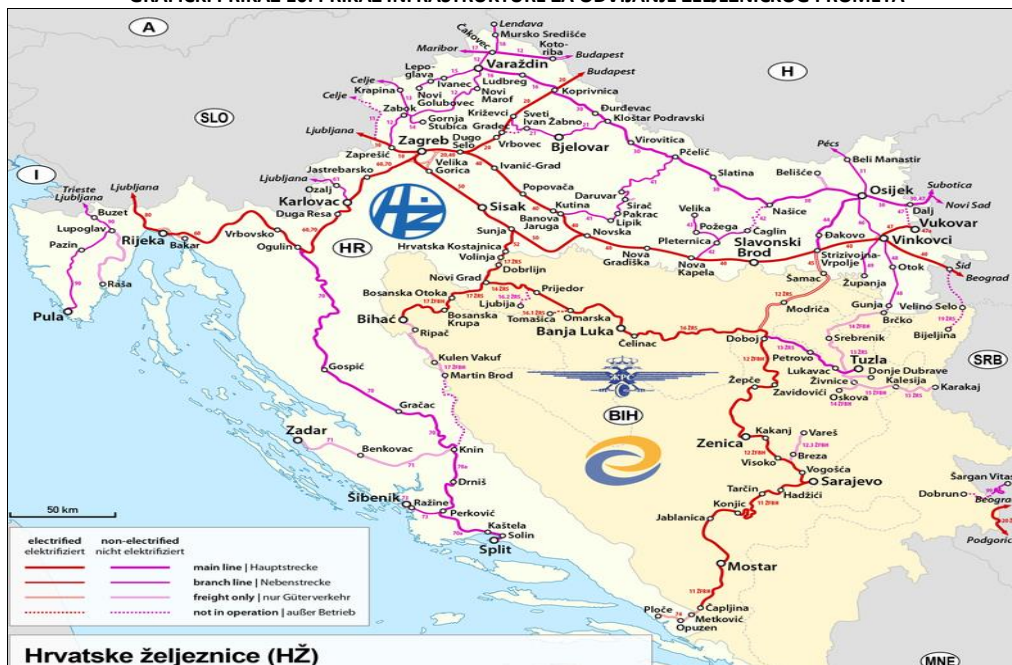 GRAFIČKI PRIKAZ 16: PRIKAZ INFRASTRUKTURE ZA ODVIJANJE ŽELJEZNIČKOG PROMETA
A
H
SLO
I
HR
BIH
SRB
MNE
Lendava
Mursko Središće
Čakovec
Maribor
Koto-
riba
Budapest
Varaždin
Lepo-
glava
Ivanec
Ludbreg
Celje
Krapina
Novi
Golubovec
Novi
Marof
Koprivnica
Budapest
Celje
Zabok
Gornja
Stubica
Križevci
Sveti
Ivan Žabno
Đurđevac
Kloštar Podravski
Gradec
Ljubljana
Zagreb
Dugo
Selo
Vrbovec
Bjelovar
Virovitica
Zaprešić
Velika
Gorica
Ivanić-Grad
Pčelić
Pécs
Beli Manastir
Jastrebarsko
Ljubljana
Ozalj
Popovača
Daruvar
Slatina
Belišće
Karlovac
HŽ
Sisak
Kutina
Sirač
Pakrac
Lipik
Velika
Našice
Osijek
Subotica
Novi Sad
Dalj
Trieste
Ljubljana
Ljubljana
Duga Resa
Banova
Jaruga
Požega
Čaglin
Vukovar
Buzet
Lupoglav
Rijeka
Bakar
Vrbovsko
Ogulin
Sunja
Novska
Pleternica
Slavonski
Brod
Đakovo
Vinkovci
Pazin
Hrvatska Kostajnica
Volinja
Nova
Gradiška
Nova
Kapela
Strizivojna-
Vrpolje
Otok
Šid
Beograd
Raša
Dobrlin
Novi Grad
Šamac
Županja
Pula
Bosanska Otoka
Prijedor
Gunja
Velino Selo
Ljubija
Modriča
Brčko
Bihać
Bosanska
Krupa
Tomašica
Omarska
Banja Luka
Srebrenik
Bijeljina
Ripač
Čelinac
Doboj
Petrovo
Tuzla
Kulen Vakuf
Lukavac
Donje Dubrave
Gospić
Martin Brod
Živinice
Kalesija
Karakaj
Žepče
Zavidovići
Oskova
Gračac
Kakanj
Vareš
Zadar
Zenica
Knin
Benkovac
Breza
Visoko
Vogošća
Drniš
Sarajevo
Tarčin
Hadžići
Šargan Vitasi
Šibenik
Ražine
Konjic
Dobrun
Beograd
Perković
Jablanica
50 km
Kaštela
Solin
Podgorica
Split
Mostar
electrified
non-electrified
elektrifiziert
nicht elektrifiziert
main line | Hauptstrecke
branch line | Nebenstrecke
freight only | nur Güterverkehr
not in operation | außer Betrieb
Čapljina
Ploče
Metković
Opuzen
Hrvatske željeznice (HŽ)